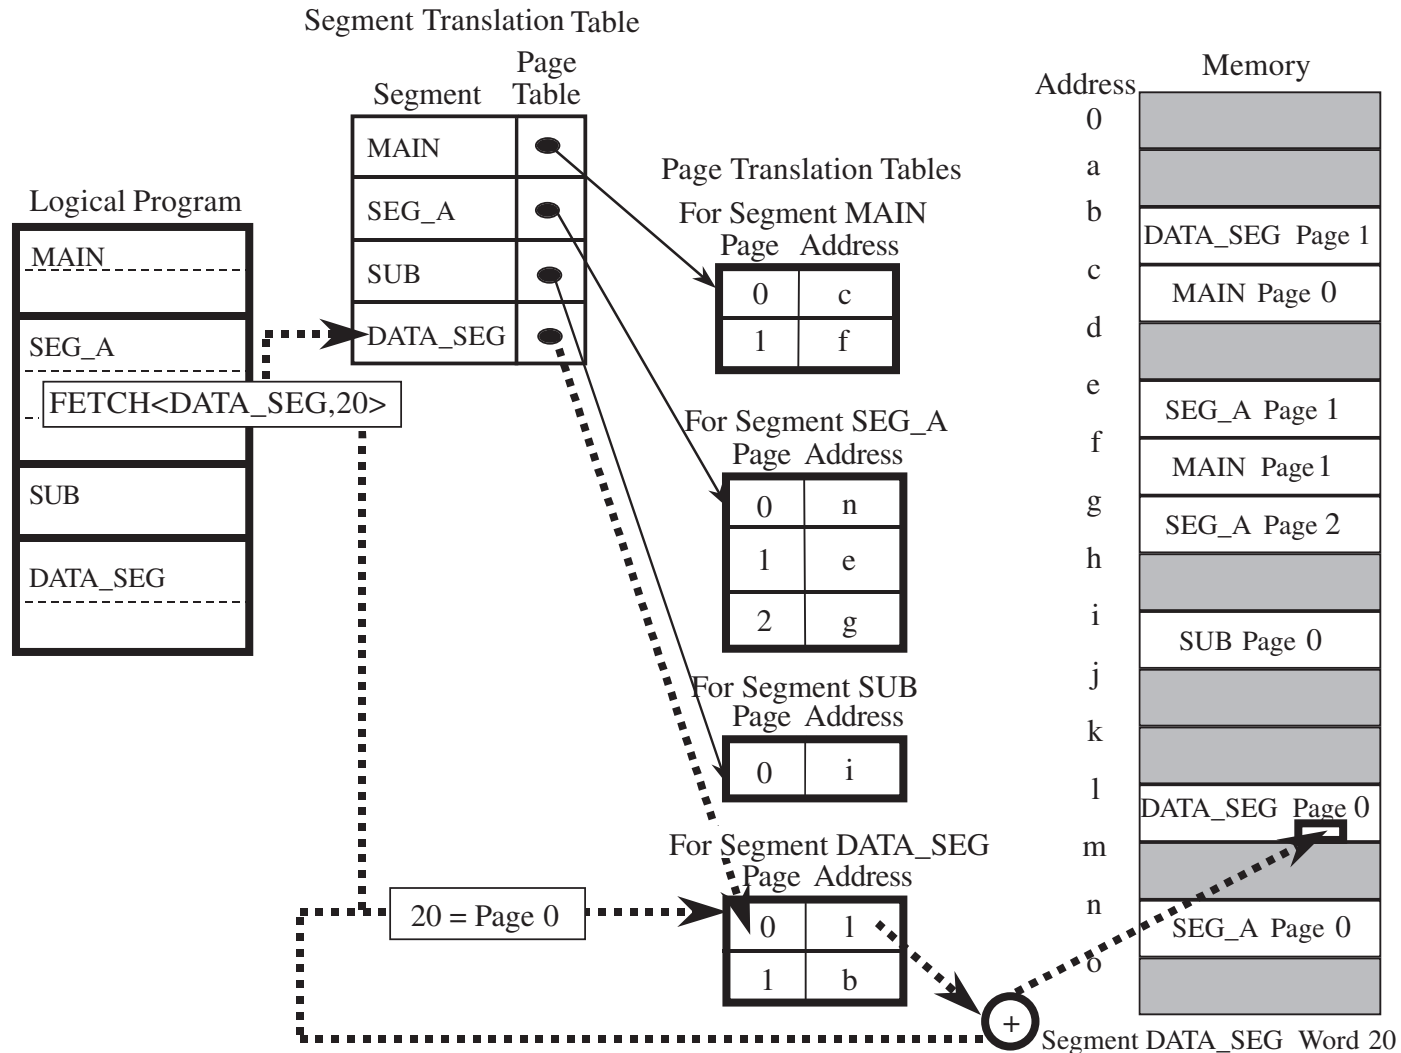 Segment Translation Table
Segment
Page
Table
MAIN
SEG_A
SUB
DATA_SEG
Logical Program
MAIN
SEG_A
FETCH<DATA_SEG,20>
SUB
DATA_SEG
20 = Page 0
Page Translation Tables
For Segment MAIN
Page Address
0 c
1 f
For Segment SEG_A
Page Address
0 n
1 e
2 g
For Segment SUB
Page Address
0 i
For Segment DATA_SEG
Page Address
0 l
1 b
+
Address
Memory
0
a
b
DATA_SEG Page 1
c
MAIN Page 0
d
e
SEG_A Page 1
f
MAIN Page 1
g
SEG_A Page 2
h
i
SUB Page 0
j
k
l
DATA_SEG Page 0
m
n
SEG_A Page 0
o
Segment DATA_SEG Word 20